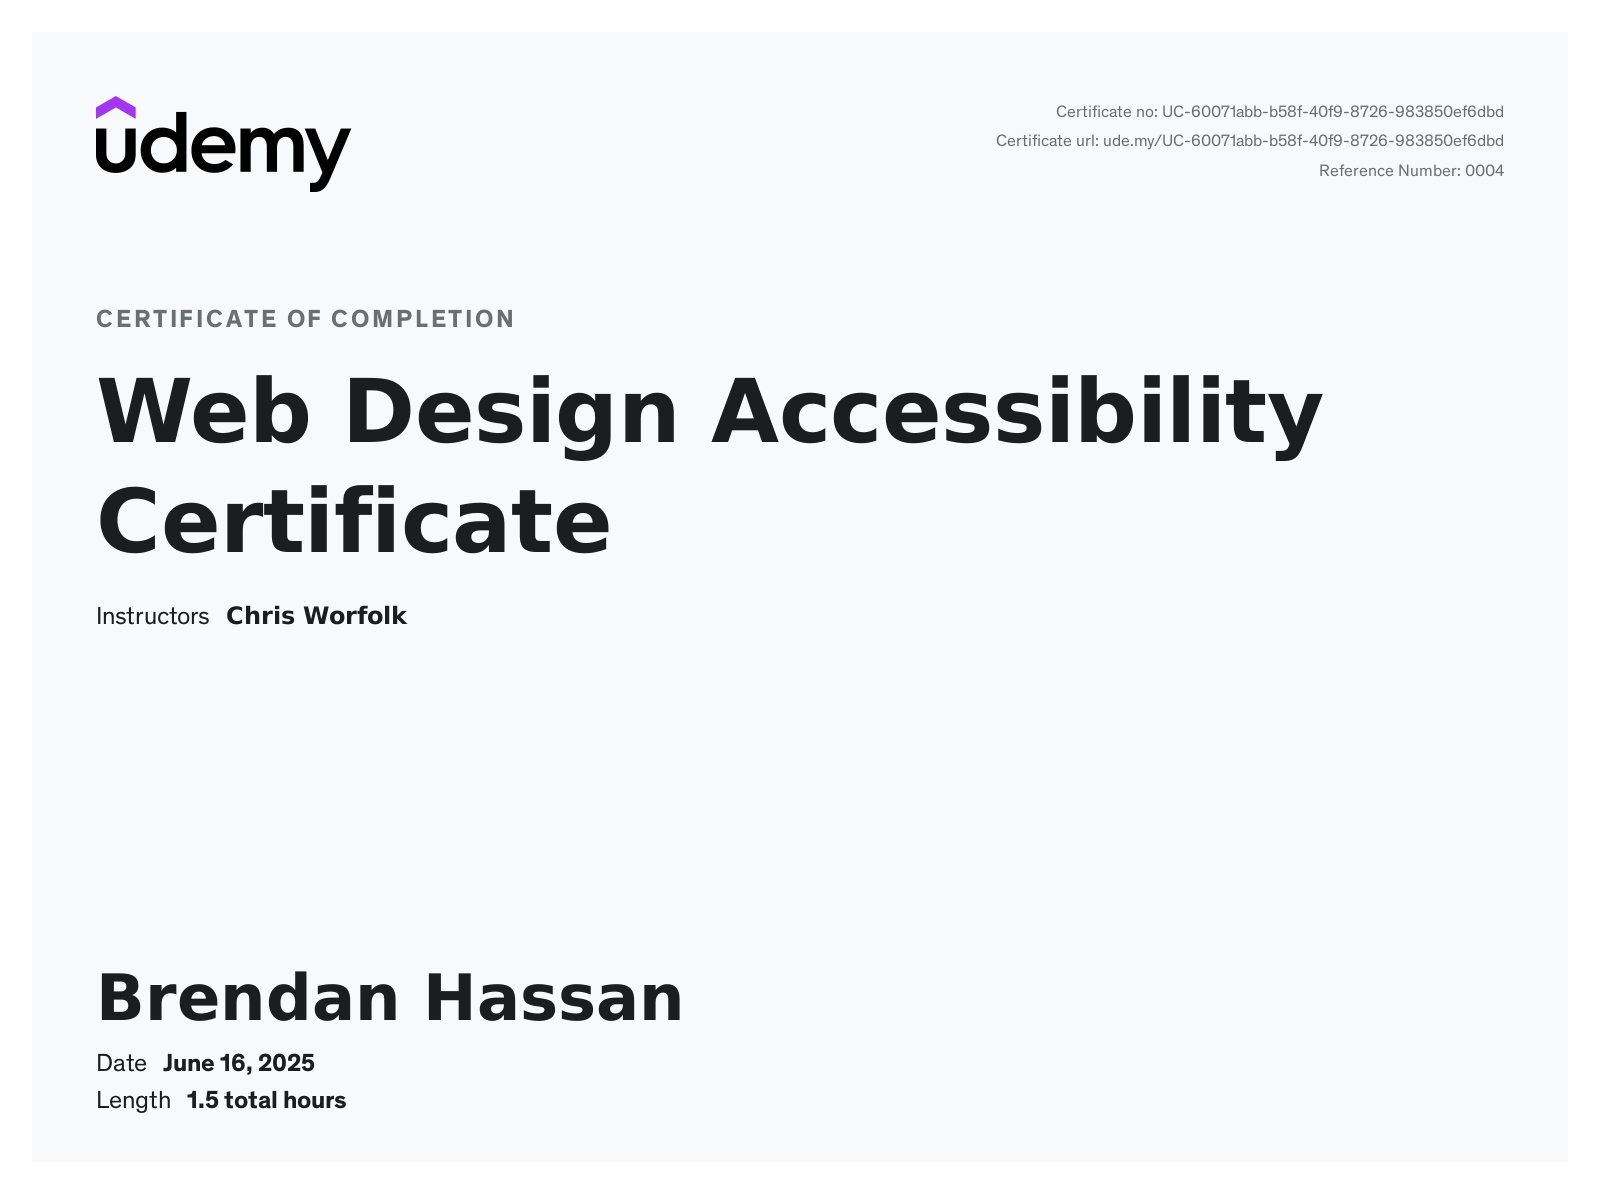 udemy
Certificate no: UC-60071abb-b58f-40f9-8726-983850ef6dbd
Certificate url: ude.my/UC-60071abb-b58f-40f9-8726-983850ef6dbd
Reference Number: 0004
CERTIFICATE OF COMPLETION
Web Design Accessibility
Certificate
Instructors Chris Worfolk
Brendan Hassan
Date June 16, 2025
Length 1.5 total hours